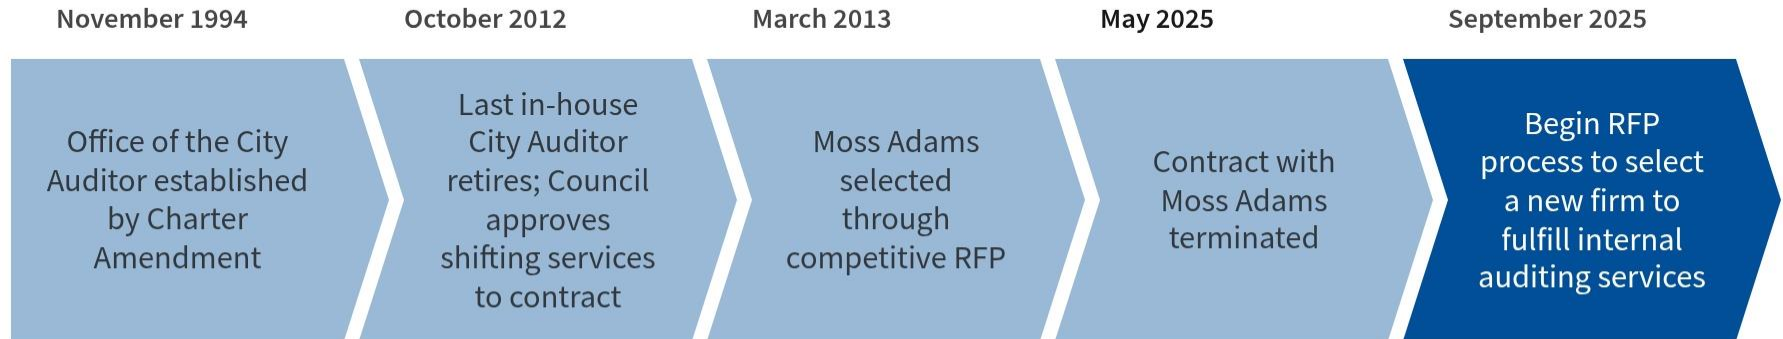 November 1994
October 2012
March 2013
May 2025
September 2025
Office of the City
Auditor established
by Charter
Amendment
Last in-house
City Auditor
retires; Council
approves
shifting services
to contract
Moss Adams
selected
through
competitive RFP
Contract with
Moss Adams
terminated
Begin RFP
process to select
a new firm to
fulfill internal
auditing services